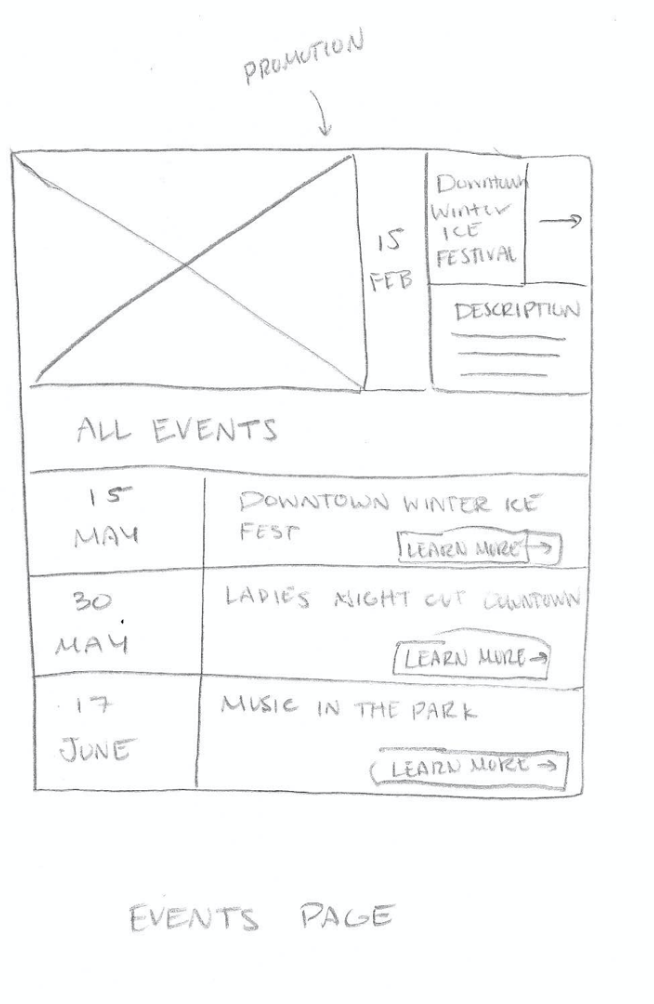 PROMOTION
15
FEB
Downtown
Winter
ICE
FESTIVAL
→
DESCRIPTION
ALL EVENTS
15
MAY
DOWNTOWN WINTER ICE
FEST
LEARN MORE →
30
MAY
LADIES NIGHT OUT DOWNTOWN
LEARN MORE →
17
JUNE
MUSIC IN THE PARK
LEARN MORE →
EVENTS PAGE